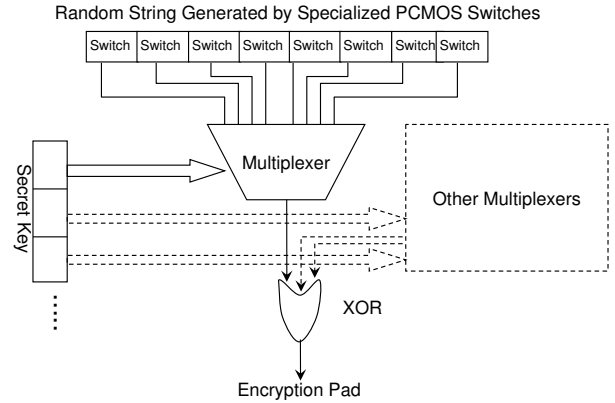 Random String Generated by Specialized PCMOS Switches
Switch Switch Switch Switch Switch Switch Switch Switch
Multiplexer
Secret Key
Other Multiplexers
XOR
Encryption Pad